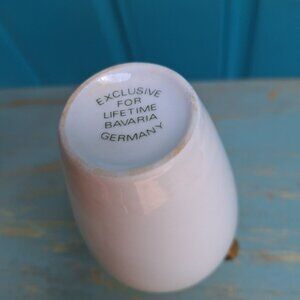 EXCLUSIVE
FOR
LIFETIME
BAVARIA
GERMANY